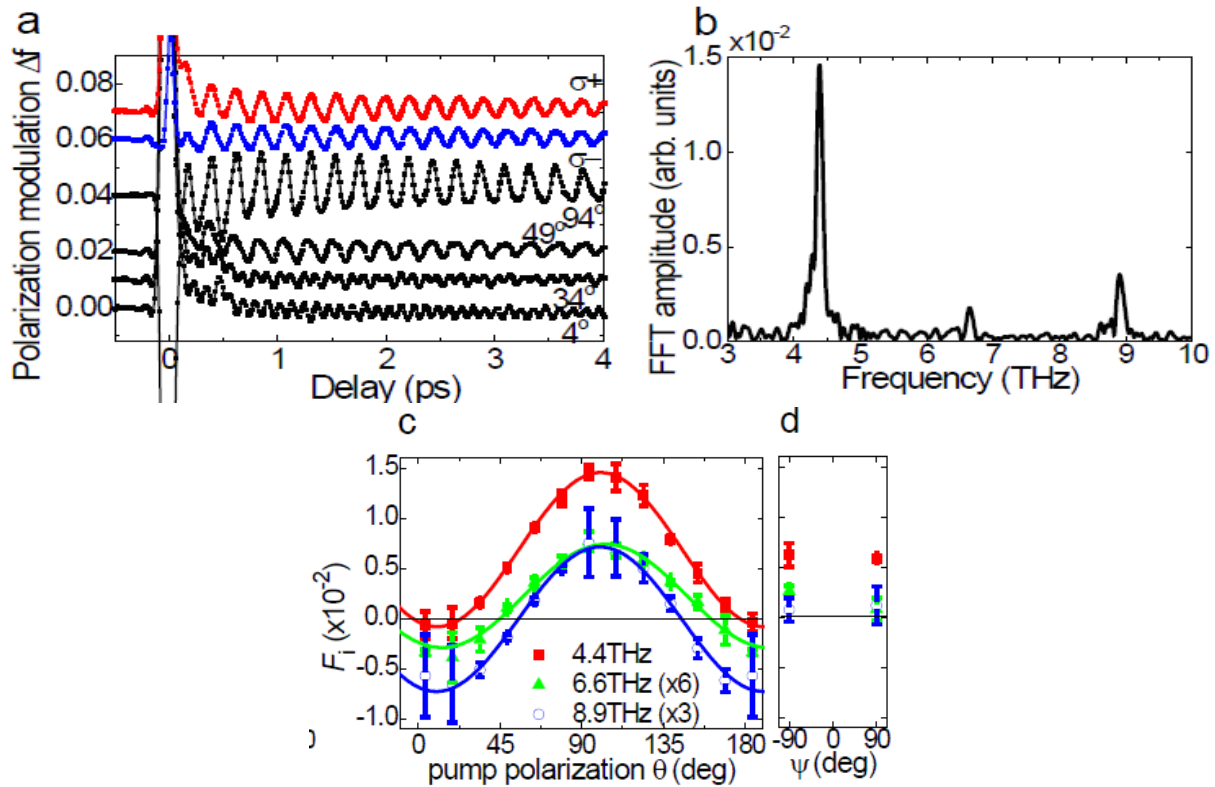 a
Polarization modulation Δf
0.08
0.06
0.04
0.02
0.00
σ+
σ-
94°
49°
34°
4°
0 1 2 3 4
Delay (ps)
b
x10-2
FFT amplitude (arb. units)
1.5
1.0
0.5
0.0
3 4 5 6 7 8 9 10
Frequency (THz)
c
Fi (x10-2)
1.5
1.0
0.5
0.0
-0.5
-1.0
4.4THz
6.6THz (x6)
8.9THz (x3)
0 45 90 135 180
pump polarization θ (deg)
d
-90 0 90
ψ (deg)